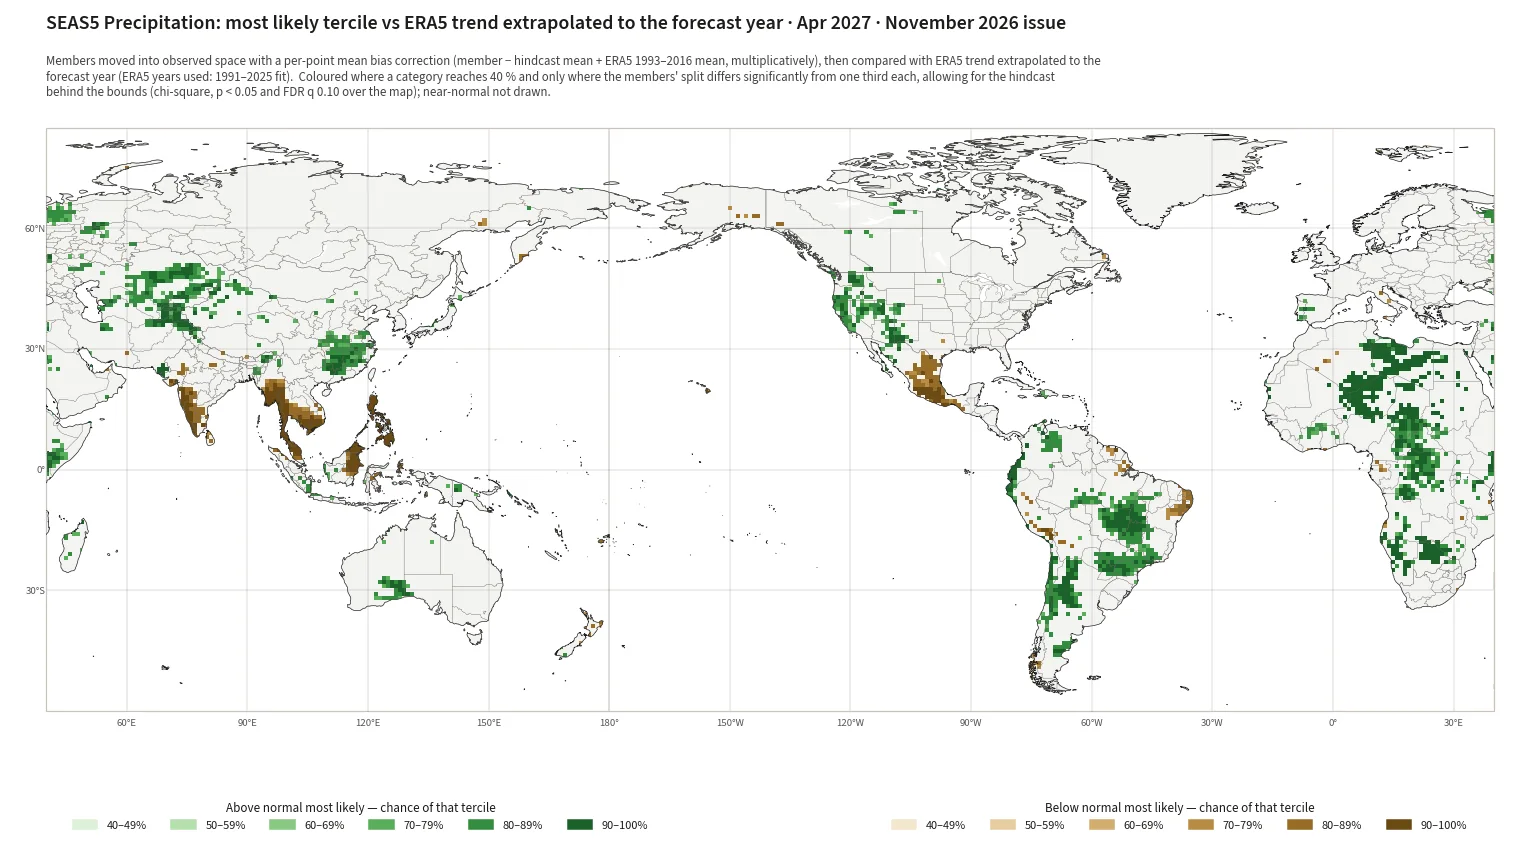 SEAS5 Precipitation: most likely tercile vs ERA5 trend extrapolated to the forecast year · Apr 2027 · November 2026 issue
Members moved into observed space with a per-point mean bias correction (member − hindcast mean + ERA5 1993–2016 mean, multiplicatively), then compared with ERA5 trend extrapolated to the
forecast year (ERA5 years used: 1991–2025 fit). Coloured where a category reaches 40 % and only where the members' split differs significantly from one third each, allowing for the hindcast
behind the bounds (chi-square, p < 0.05 and FDR q 0.10 over the map); near-normal not drawn.
60°N
30°N
0°
30°S
60°E 90°E 120°E 150°E 180° 150°W 120°W 90°W 60°W 30°W 0° 30°E
Above normal most likely — chance of that tercile
40–49% 50–59% 60–69% 70–79% 80–89% 90–100%
Below normal most likely — chance of that tercile
40–49% 50–59% 60–69% 70–79% 80–89% 90–100%